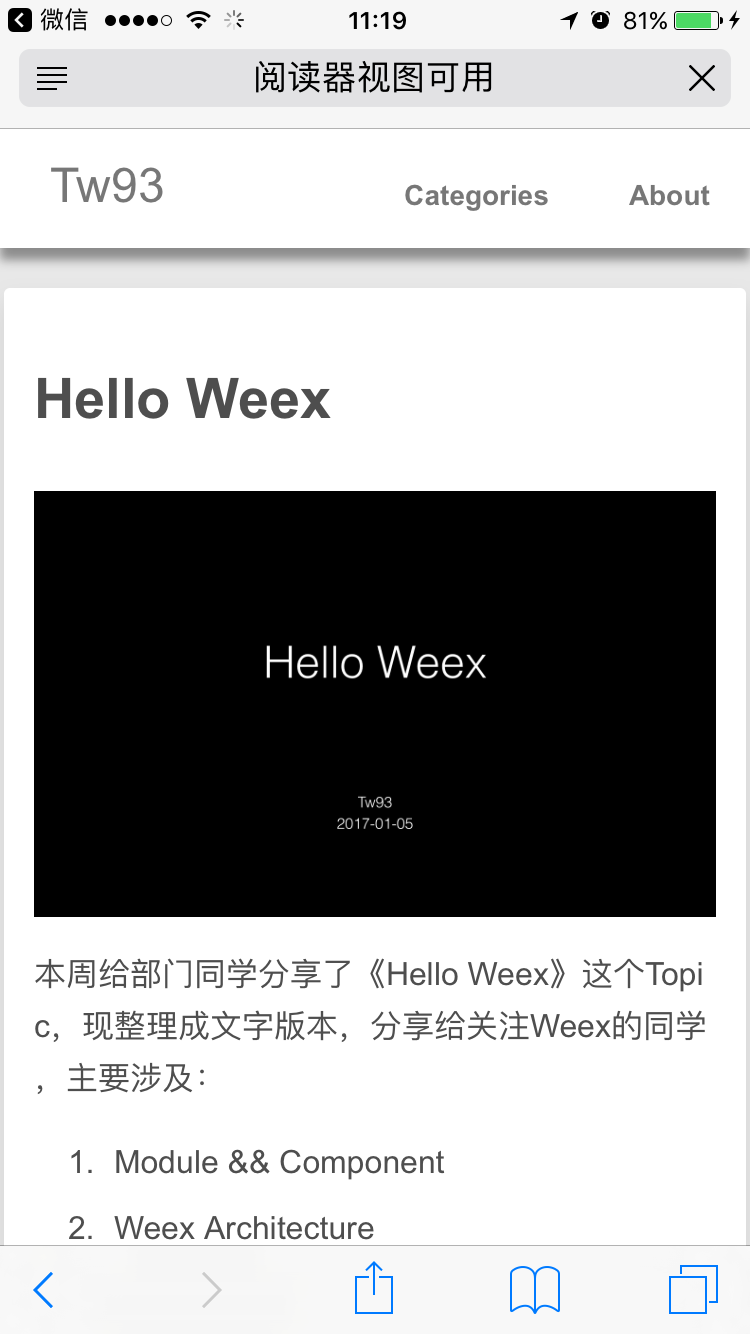 微信 11:19 81%
阅读器视图可用
Tw93 Categories About
Hello Weex
Hello Weex
Tw93
2017-01-05
本周给部门同学分享了《Hello Weex》这个Topi
c，现整理成文字版本，分享给关注Weex的同学
，主要涉及：
1. Module && Component
2. Weex Architecture